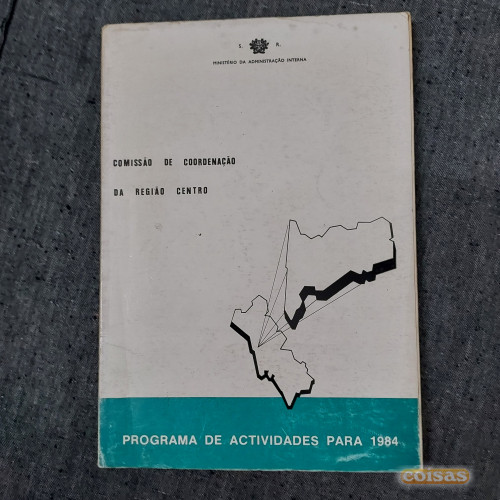 S. R.
MINISTÉRIO DA ADMINISTRAÇÃO INTERNA
COMISSÃO DE COORDENAÇÃO
DA REGIÃO CENTRO
PROGRAMA DE ACTIVIDADES PARA 1984
coisas